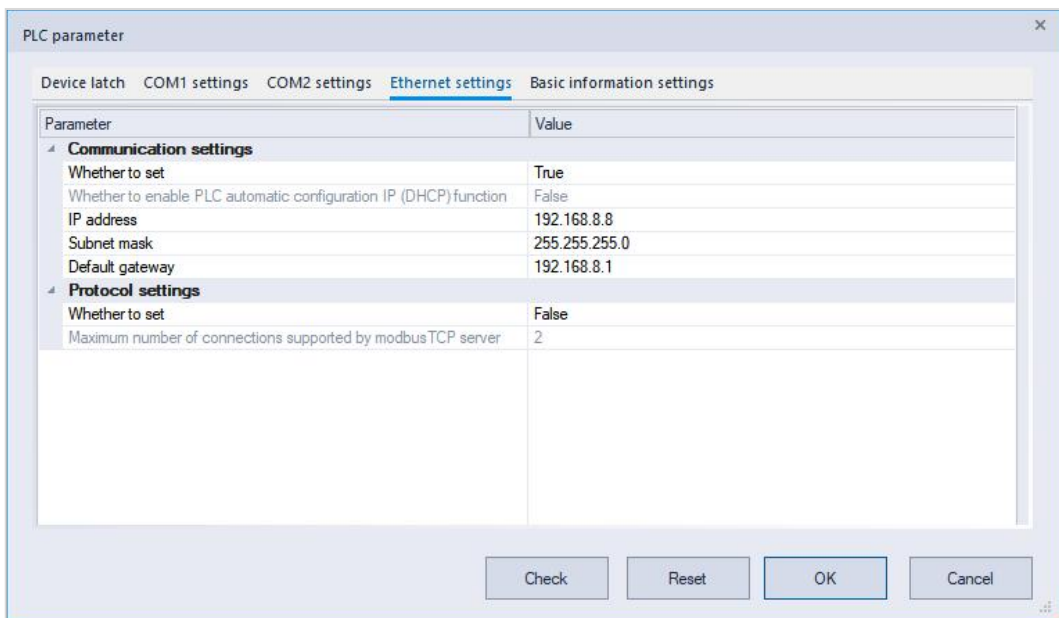 PLC parameter
Device latch COM1 settings COM2 settings Ethernet settings Basic information settings
Parameter Value
Communication settings
Whether to set True
Whether to enable PLC automatic configuration IP (DHCP) function False
IP address 192.168.8.8
Subnet mask 255.255.255.0
Default gateway 192.168.8.1
Protocol settings
Whether to set False
Maximum number of connections supported by modbusTCP server 2
Check Reset OK Cancel